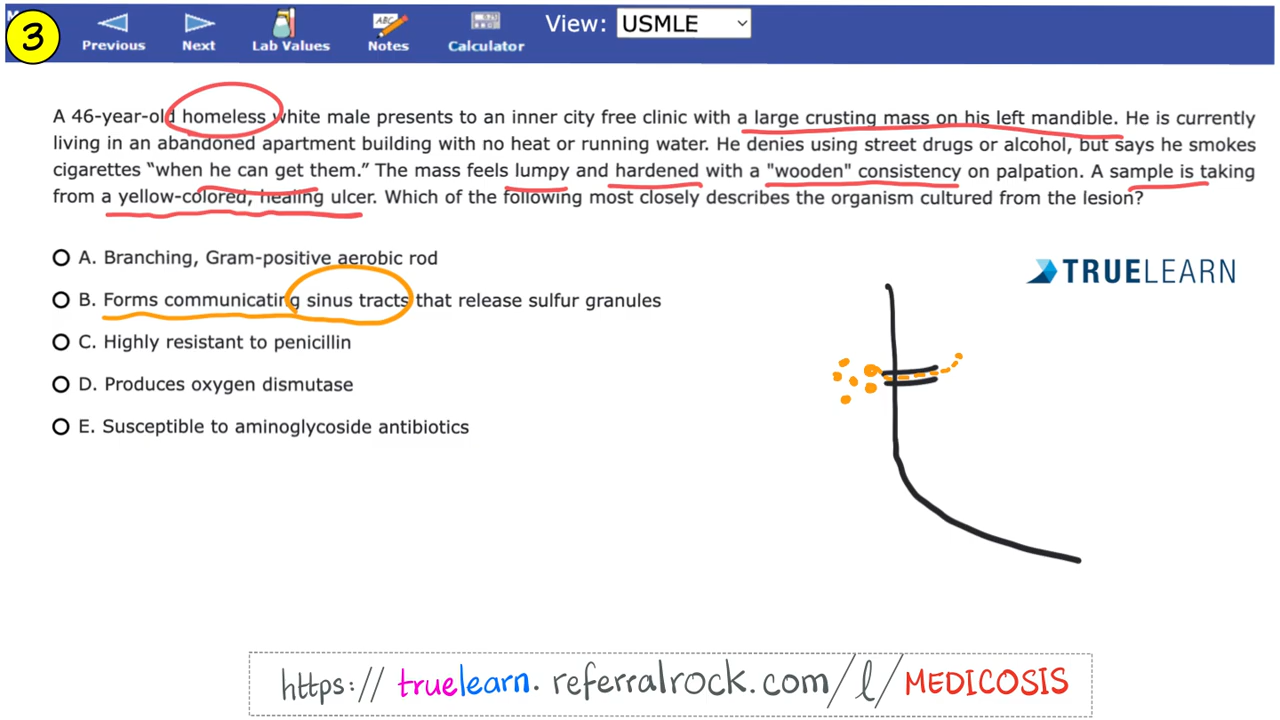 3
Previous
Next
Lab Values
ABC
Notes
Calculator
View:
USMLE
A 46-year-old homeless white male presents to an inner city free clinic with a large crusting mass on his left mandible. He is currently
living in an abandoned apartment building with no heat or running water. He denies using street drugs or alcohol, but says he smokes
cigarettes “when he can get them.” The mass feels lumpy and hardened with a "wooden" consistency on palpation. A sample is taking
from a yellow-colored, healing ulcer. Which of the following most closely describes the organism cultured from the lesion?
A. Branching, Gram-positive aerobic rod
B. Forms communicating sinus tracts that release sulfur granules
C. Highly resistant to penicillin
D. Produces oxygen dismutase
E. Susceptible to aminoglycoside antibiotics
TRUELEARN
https://truelearn.referralrock.com/l/MEDICOSIS